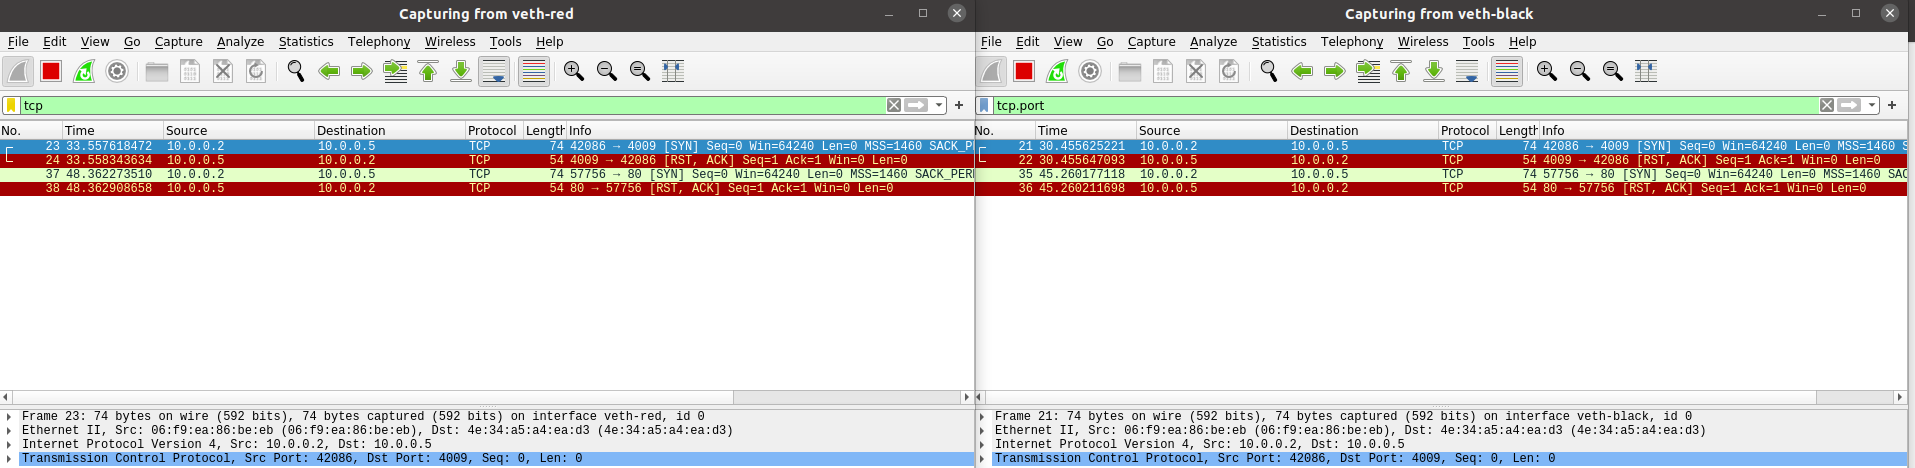 Capturing from veth-red
File Edit View Go Capture Analyze Statistics Telephony Wireless Tools Help
tcp
No. Time Source Destination Protocol Length Info
23 33.557618472 10.0.0.2 10.0.0.5 TCP 74 42086 → 4009 [SYN] Seq=0 Win=64240 Len=0 MSS=1460 SACK_PE
24 33.558343634 10.0.0.5 10.0.0.2 TCP 54 4009 → 42086 [RST, ACK] Seq=1 Ack=1 Win=0 Len=0
37 48.362273510 10.0.0.2 10.0.0.5 TCP 74 57756 → 80 [SYN] Seq=0 Win=64240 Len=0 MSS=1460 SACK_PER
38 48.362908658 10.0.0.5 10.0.0.2 TCP 54 80 → 57756 [RST, ACK] Seq=1 Ack=1 Win=0 Len=0
Frame 23: 74 bytes on wire (592 bits), 74 bytes captured (592 bits) on interface veth-red, id 0
Ethernet II, Src: 06:f9:ea:86:be:eb (06:f9:ea:86:be:eb), Dst: 4e:34:a5:a4:ea:d3 (4e:34:a5:a4:ea:d3)
Internet Protocol Version 4, Src: 10.0.0.2, Dst: 10.0.0.5
Transmission Control Protocol, Src Port: 42086, Dst Port: 4009, Seq: 0, Len: 0
Capturing from veth-black
File Edit View Go Capture Analyze Statistics Telephony Wireless Tools Help
tcp.port
No. Time Source Destination Protocol Length Info
21 30.455625221 10.0.0.2 10.0.0.5 TCP 74 42086 → 4009 [SYN] Seq=0 Win=64240 Len=0 MSS=1460 S
22 30.455647093 10.0.0.5 10.0.0.2 TCP 54 4009 → 42086 [RST, ACK] Seq=1 Ack=1 Win=0 Len=0
35 45.260177118 10.0.0.2 10.0.0.5 TCP 74 57756 → 80 [SYN] Seq=0 Win=64240 Len=0 MSS=1460 SAC
36 45.260211698 10.0.0.5 10.0.0.2 TCP 54 80 → 57756 [RST, ACK] Seq=1 Ack=1 Win=0 Len=0
Frame 21: 74 bytes on wire (592 bits), 74 bytes captured (592 bits) on interface veth-black, id 0
Ethernet II, Src: 06:f9:ea:86:be:eb (06:f9:ea:86:be:eb), Dst: 4e:34:a5:a4:ea:d3 (4e:34:a5:a4:ea:d3)
Internet Protocol Version 4, Src: 10.0.0.2, Dst: 10.0.0.5
Transmission Control Protocol, Src Port: 42086, Dst Port: 4009, Seq: 0, Len: 0